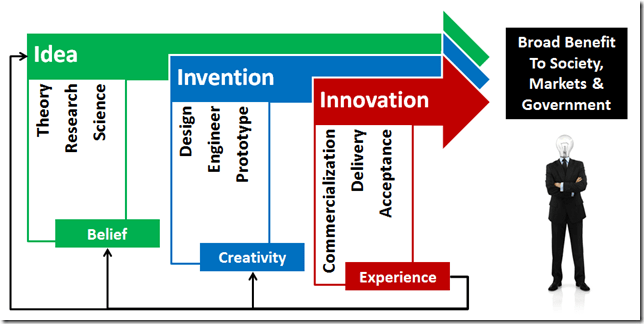 Idea
Theory
Research
Science
Belief
Invention
Design
Engineer
Prototype
Creativity
Innovation
Commercialization
Delivery
Acceptance
Experience
Broad Benefit
To Society,
Markets &
Government